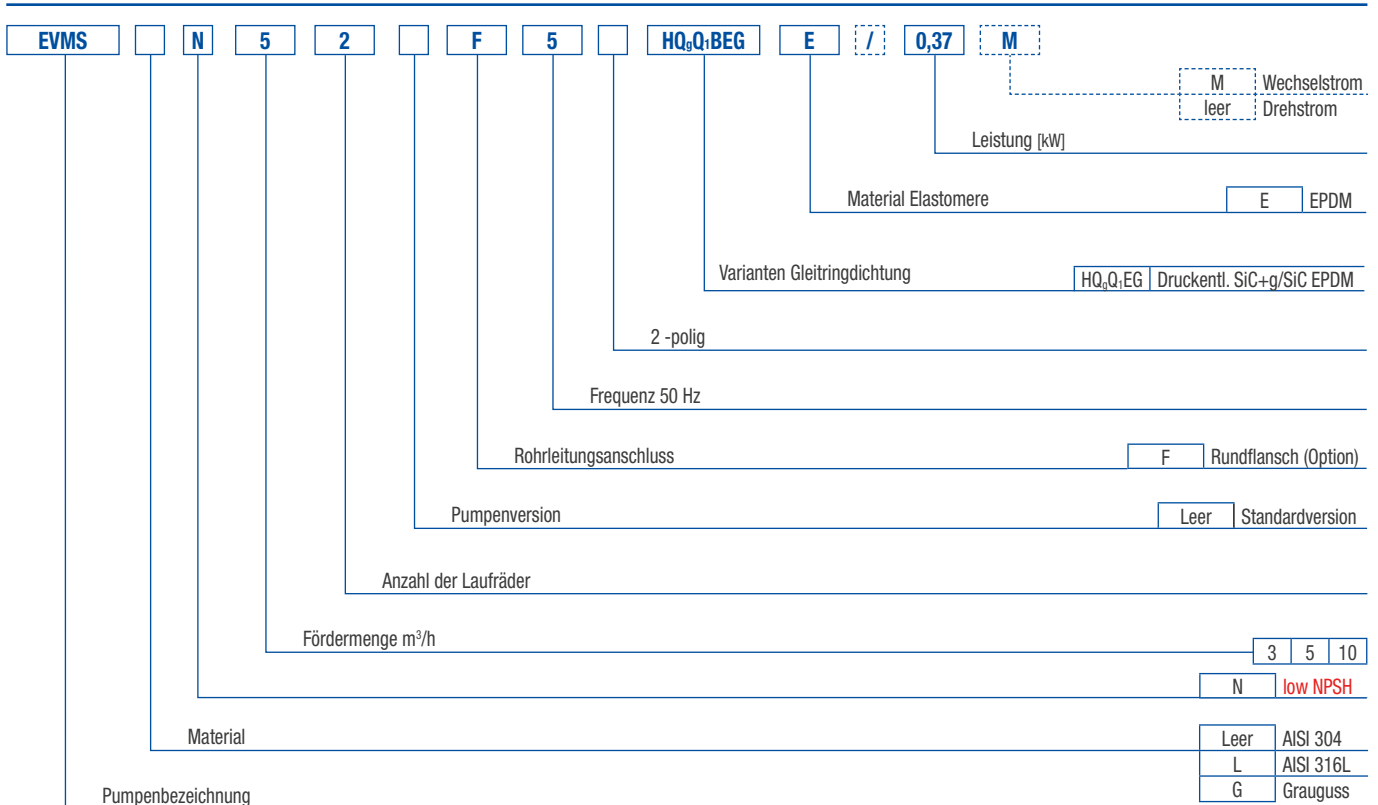 EVMS N 5 2 F 5 HQgQ1BEG E / 0,37 M
M Wechselstrom
leer Drehstrom
Leistung [kW]
Material Elastomere E EPDM
Varianten Gleitringdichtung HQgQ1EG Druckentl. SiC+g/SiC EPDM
2 -polig
Frequenz 50 Hz
Rohrleitungsanschluss F Rundflansch (Option)
Pumpenversion Leer Standardversion
Anzahl der Laufräder
Fördermenge m³/h 3 5 10
N low NPSH
Material Leer AISI 304
L AISI 316L
G Grauguss
Pumpenbezeichnung